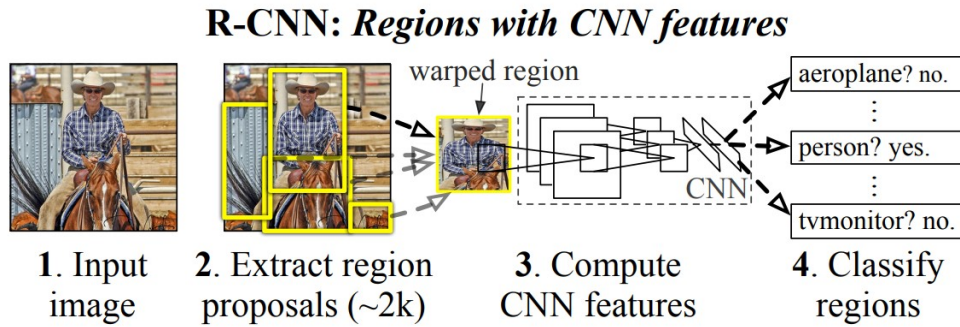 R-CNN: Regions with CNN features
warped region
aeroplane? no.
⋮
person? yes.
⋮
tvmonitor? no.
CNN
1. Input
image
2. Extract region
proposals (~2k)
3. Compute
CNN features
4. Classify
regions